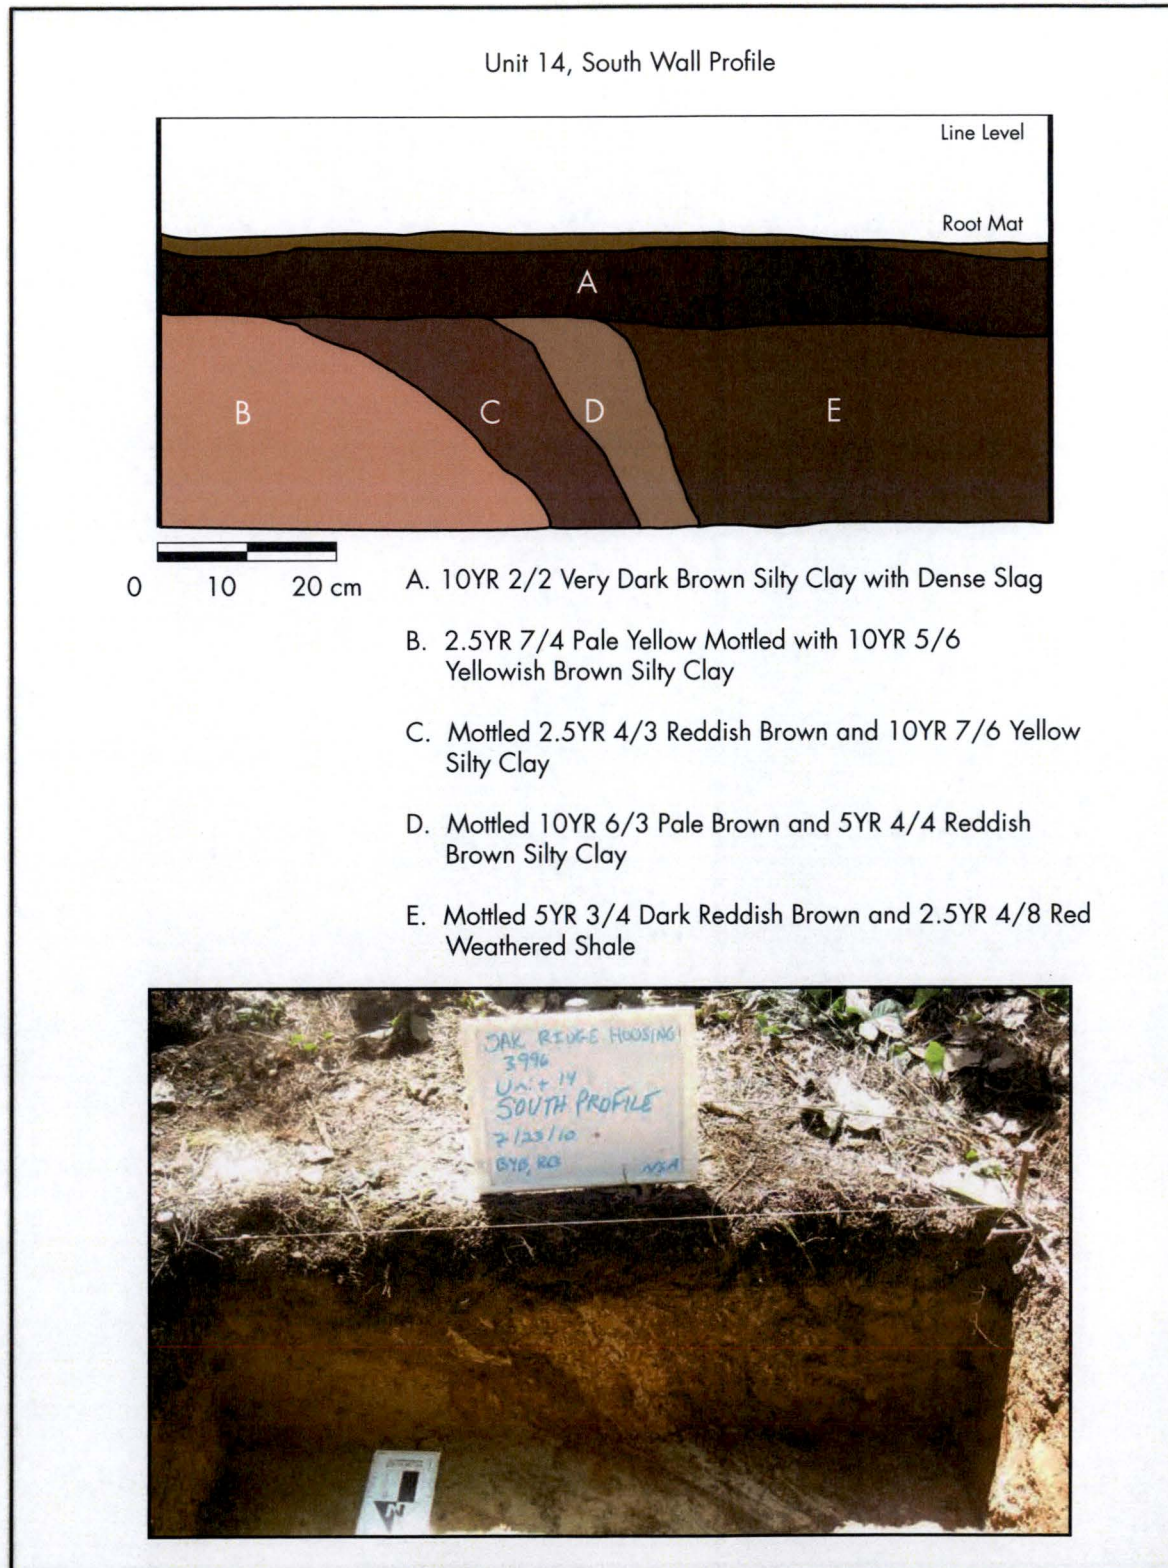 Unit 14, South Wall Profile
Line Level
Root Mat
A
B
C
D
E
0 10 20 cm
A. 10YR 2/2 Very Dark Brown Silty Clay with Dense Slag
B. 2.5YR 7/4 Pale Yellow Mottled with 10YR 5/6
Yellowish Brown Silty Clay
C. Mottled 2.5YR 4/3 Reddish Brown and 10YR 7/6 Yellow
Silty Clay
D. Mottled 10YR 6/3 Pale Brown and 5YR 4/4 Reddish
Brown Silty Clay
E. Mottled 5YR 3/4 Dark Reddish Brown and 2.5YR 4/8 Red
Weathered Shale
OAK RIDGE HOUSING
3996
Unit 14
SOUTH PROFILE
7/23/10